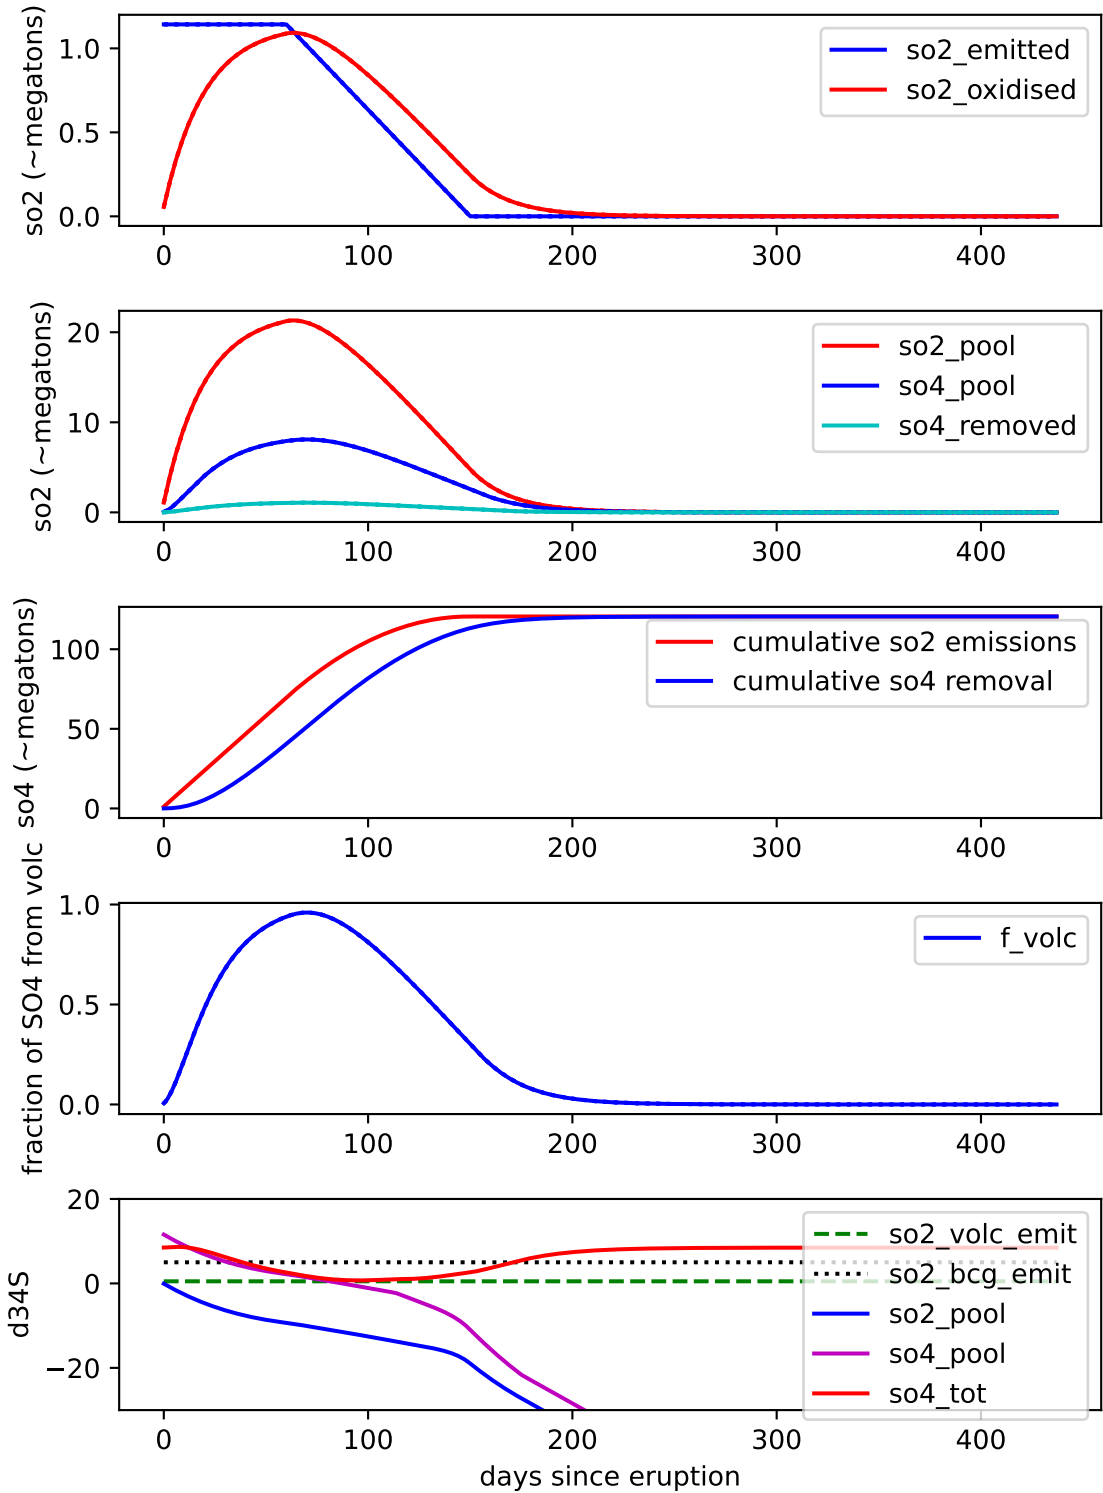 so2 (~megatons)
1.0
0.5
0.0
so2_emitted
so2_oxidised
0 100 200 300 400
so2 (~megatons)
20
10
0
so2_pool
so4_pool
so4_removed
0 100 200 300 400
so4 (~megatons)
100
50
0
cumulative so2 emissions
cumulative so4 removal
0 100 200 300 400
fraction of SO4 from volc
1.0
0.5
0.0
f_volc
0 100 200 300 400
d34S
20
0
−20
so2_volc_emit
so2_bcg_emit
so2_pool
so4_pool
so4_tot
0 100 200 300 400
days since eruption